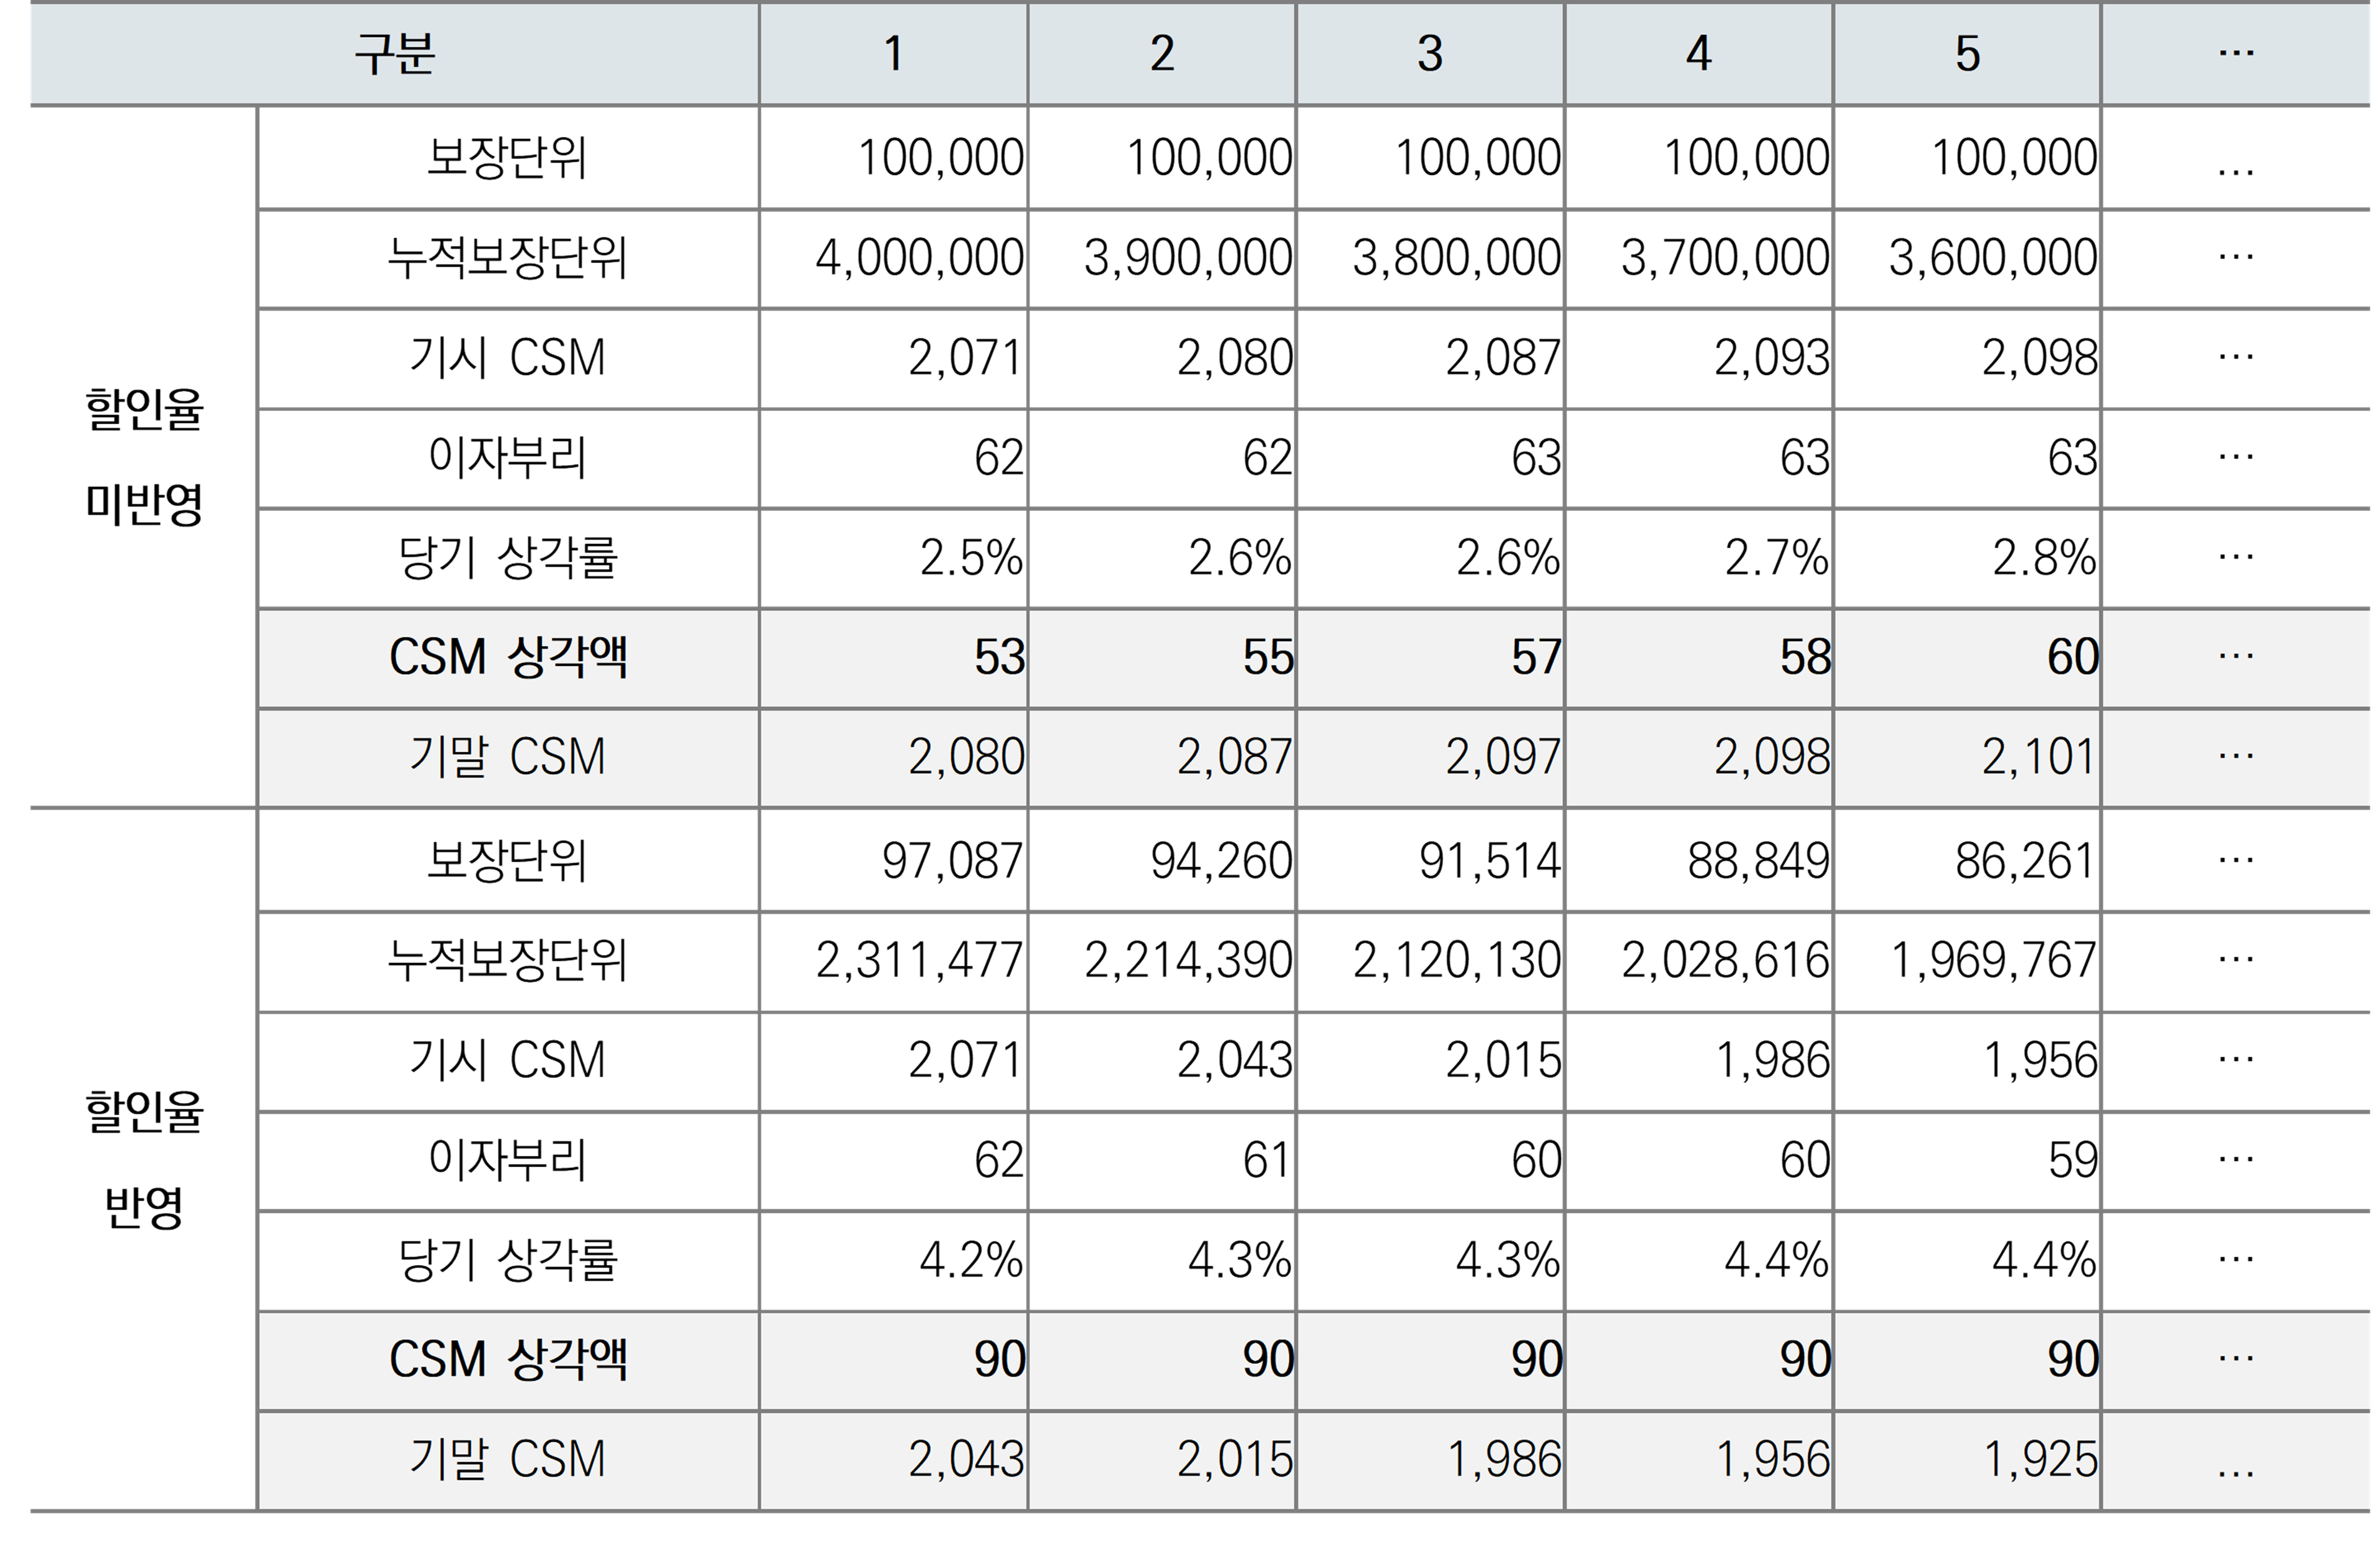 구분 1 2 3 4 5 …
할인율
미반영
보장단위 100,000 100,000 100,000 100,000 100,000 …
누적보장단위 4,000,000 3,900,000 3,800,000 3,700,000 3,600,000 …
기시 CSM 2,071 2,080 2,087 2,093 2,098 …
이자부리 62 62 63 63 63 …
당기 상각률 2.5% 2.6% 2.6% 2.7% 2.8% …
CSM 상각액 53 55 57 58 60 …
기말 CSM 2,080 2,087 2,097 2,098 2,101 …
할인율
반영
보장단위 97,087 94,260 91,514 88,849 86,261 …
누적보장단위 2,311,477 2,214,390 2,120,130 2,028,616 1,969,767 …
기시 CSM 2,071 2,043 2,015 1,986 1,956 …
이자부리 62 61 60 60 59 …
당기 상각률 4.2% 4.3% 4.3% 4.4% 4.4% …
CSM 상각액 90 90 90 90 90 …
기말 CSM 2,043 2,015 1,986 1,956 1,925 …